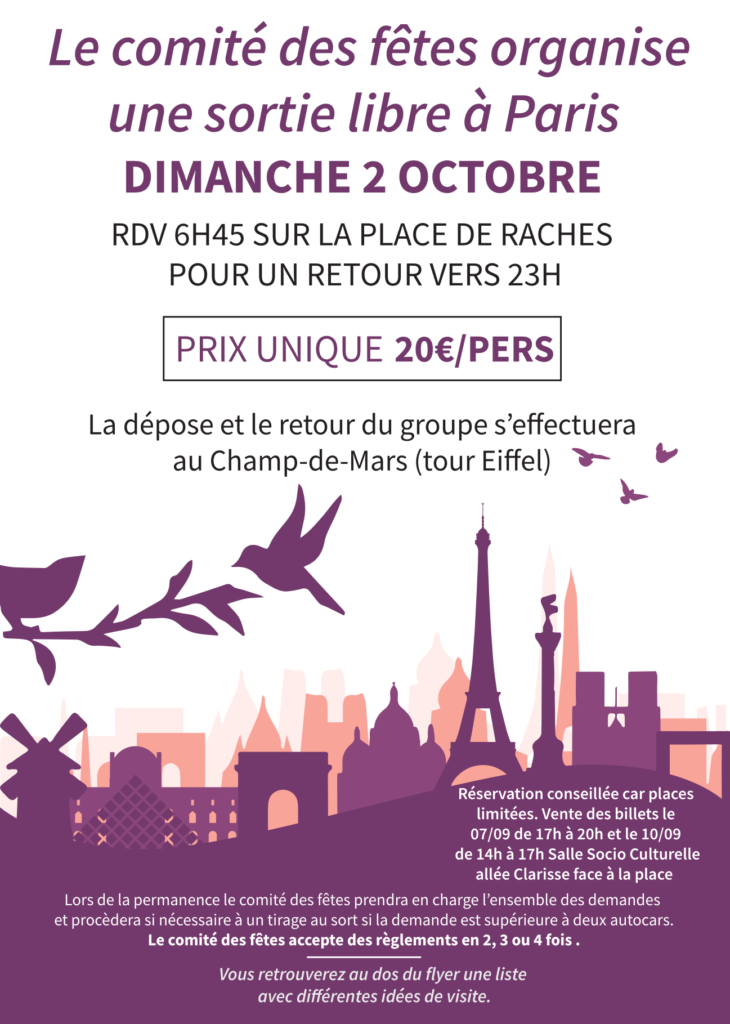 Le comité des fêtes organise
une sortie libre à Paris
DIMANCHE 2 OCTOBRE
RDV 6H45 SUR LA PLACE DE RACHES
POUR UN RETOUR VERS 23H
PRIX UNIQUE 20€/PERS
La dépose et le retour du groupe s’effectuera
au Champ-de-Mars (tour Eiffel)
Réservation conseillée car places
limitées. Vente des billets le
07/09 de 17h à 20h et le 10/09
de 14h à 17h Salle Socio Culturelle
allée Clarisse face à la place
Lors de la permanence le comité des fêtes prendra en charge l’ensemble des demandes
et procèdera si nécessaire à un tirage au sort si la demande est supérieure à deux autocars.
Le comité des fêtes accepte des règlements en 2, 3 ou 4 fois .
Vous retrouverez au dos du flyer une liste
avec différentes idées de visite.